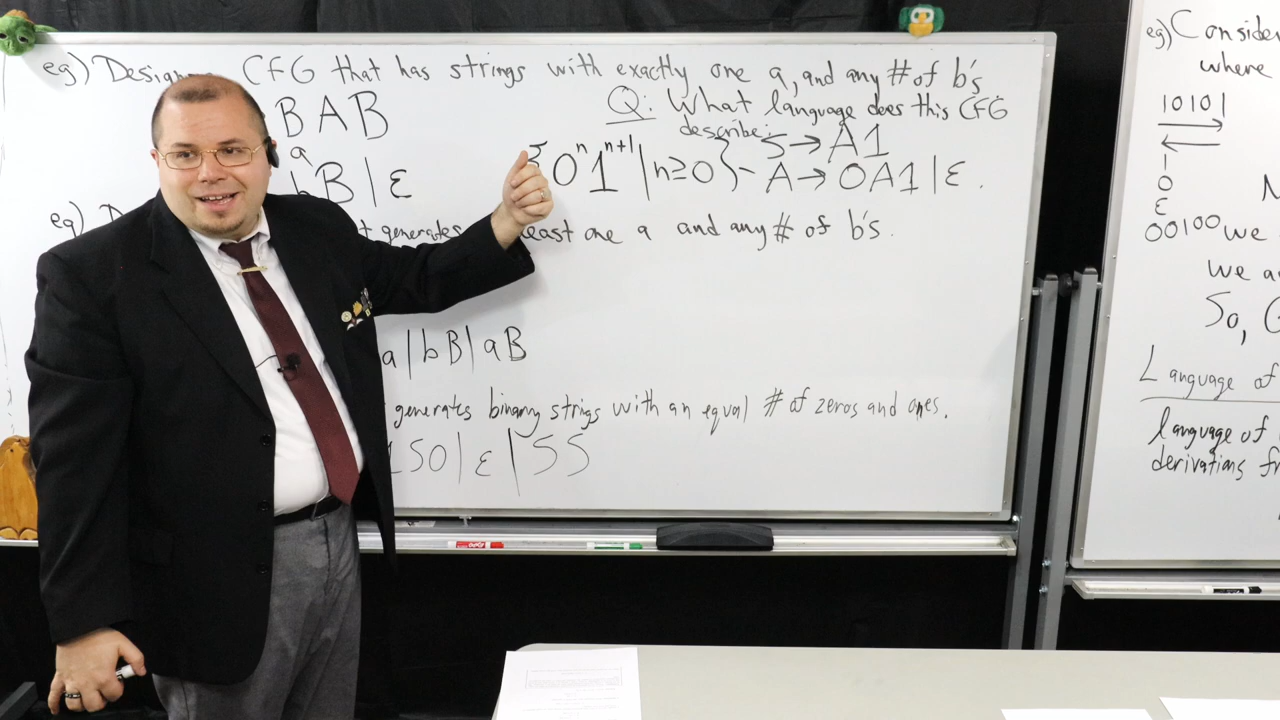 eg) Design CFG that has strings with exactly one a, and any # of b's
BAB
a
bB | ε
Q: What language does this CFG
describe:
S → A1
{0ⁿ1ⁿ⁺¹ | n≥0} - A → 0A1 | ε .
eg) generates least one a and any # of b's.
a | bB | aB
generates binary strigs with an equal # of zeros and ones.
1S0 | ε | SS
eg) Consider
where
10101
1
0
ε
00100 we
we
So,
Language of
language of
derivations